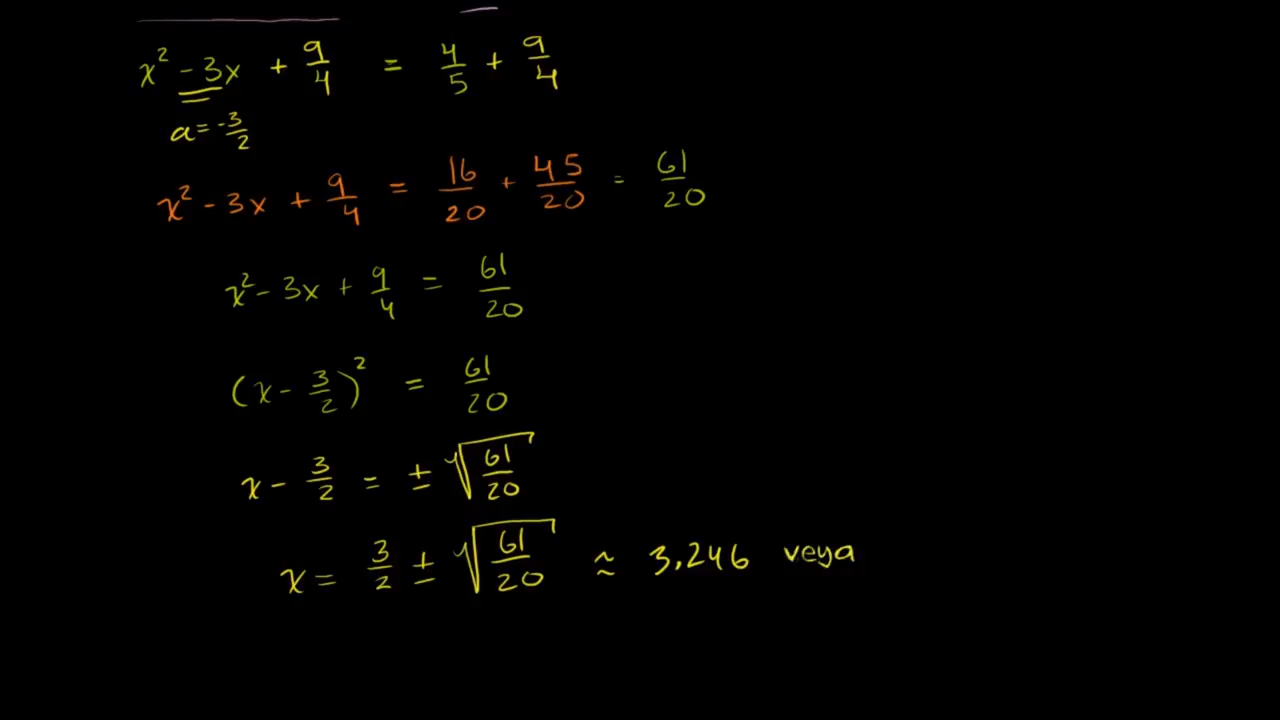 x² - 3x + 9/4 = 4/5 + 9/4
a = -3/2
x² - 3x + 9/4 = 16/20 + 45/20 = 61/20
x² - 3x + 9/4 = 61/20
(x - 3/2)² = 61/20
x - 3/2 = ± √(61/20)
x = 3/2 ± √(61/20) ≈ 3.246 veya